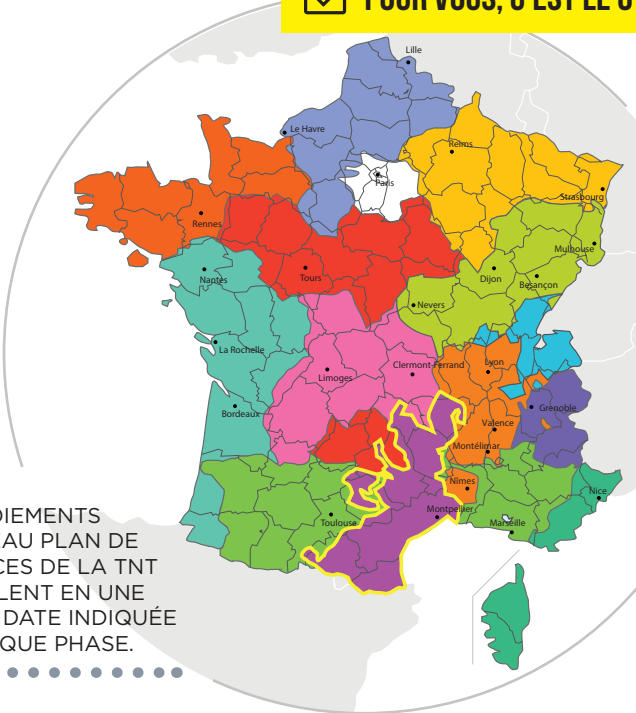 POUR VOUS, C'EST LE
Lille
Le Havre
Reims
Paris
Strasbourg
Rennes
Mulhouse
Tours
Dijon
Besançon
Nantes
Nevers
La Rochelle
Clermont-Ferrand
Lyon
Limoges
Bordeaux
Grenoble
Valence
Montélimar
Nîmes
Nice
Toulouse
Montpellier
Marseille
OIEMENTS
EAU PLAN DE
CES DE LA TNT
LENT EN UNE
DATE INDIQUÉE
QUE PHASE.